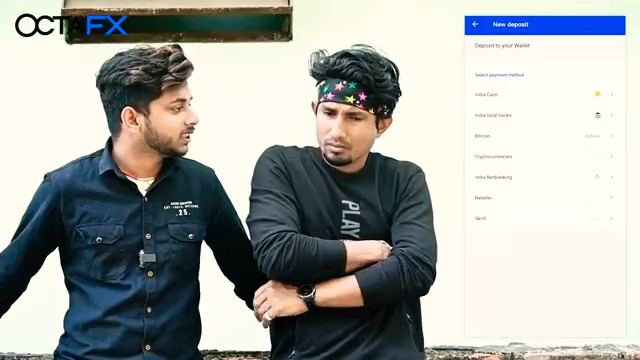 OCTAFX
New deposit
Deposit to your Wallet
Select payment method
India Cash
India local banks
Bitcoin
Cryptocurrencies
India Netbanking
Neteller
Skrill
PLAY
.25.